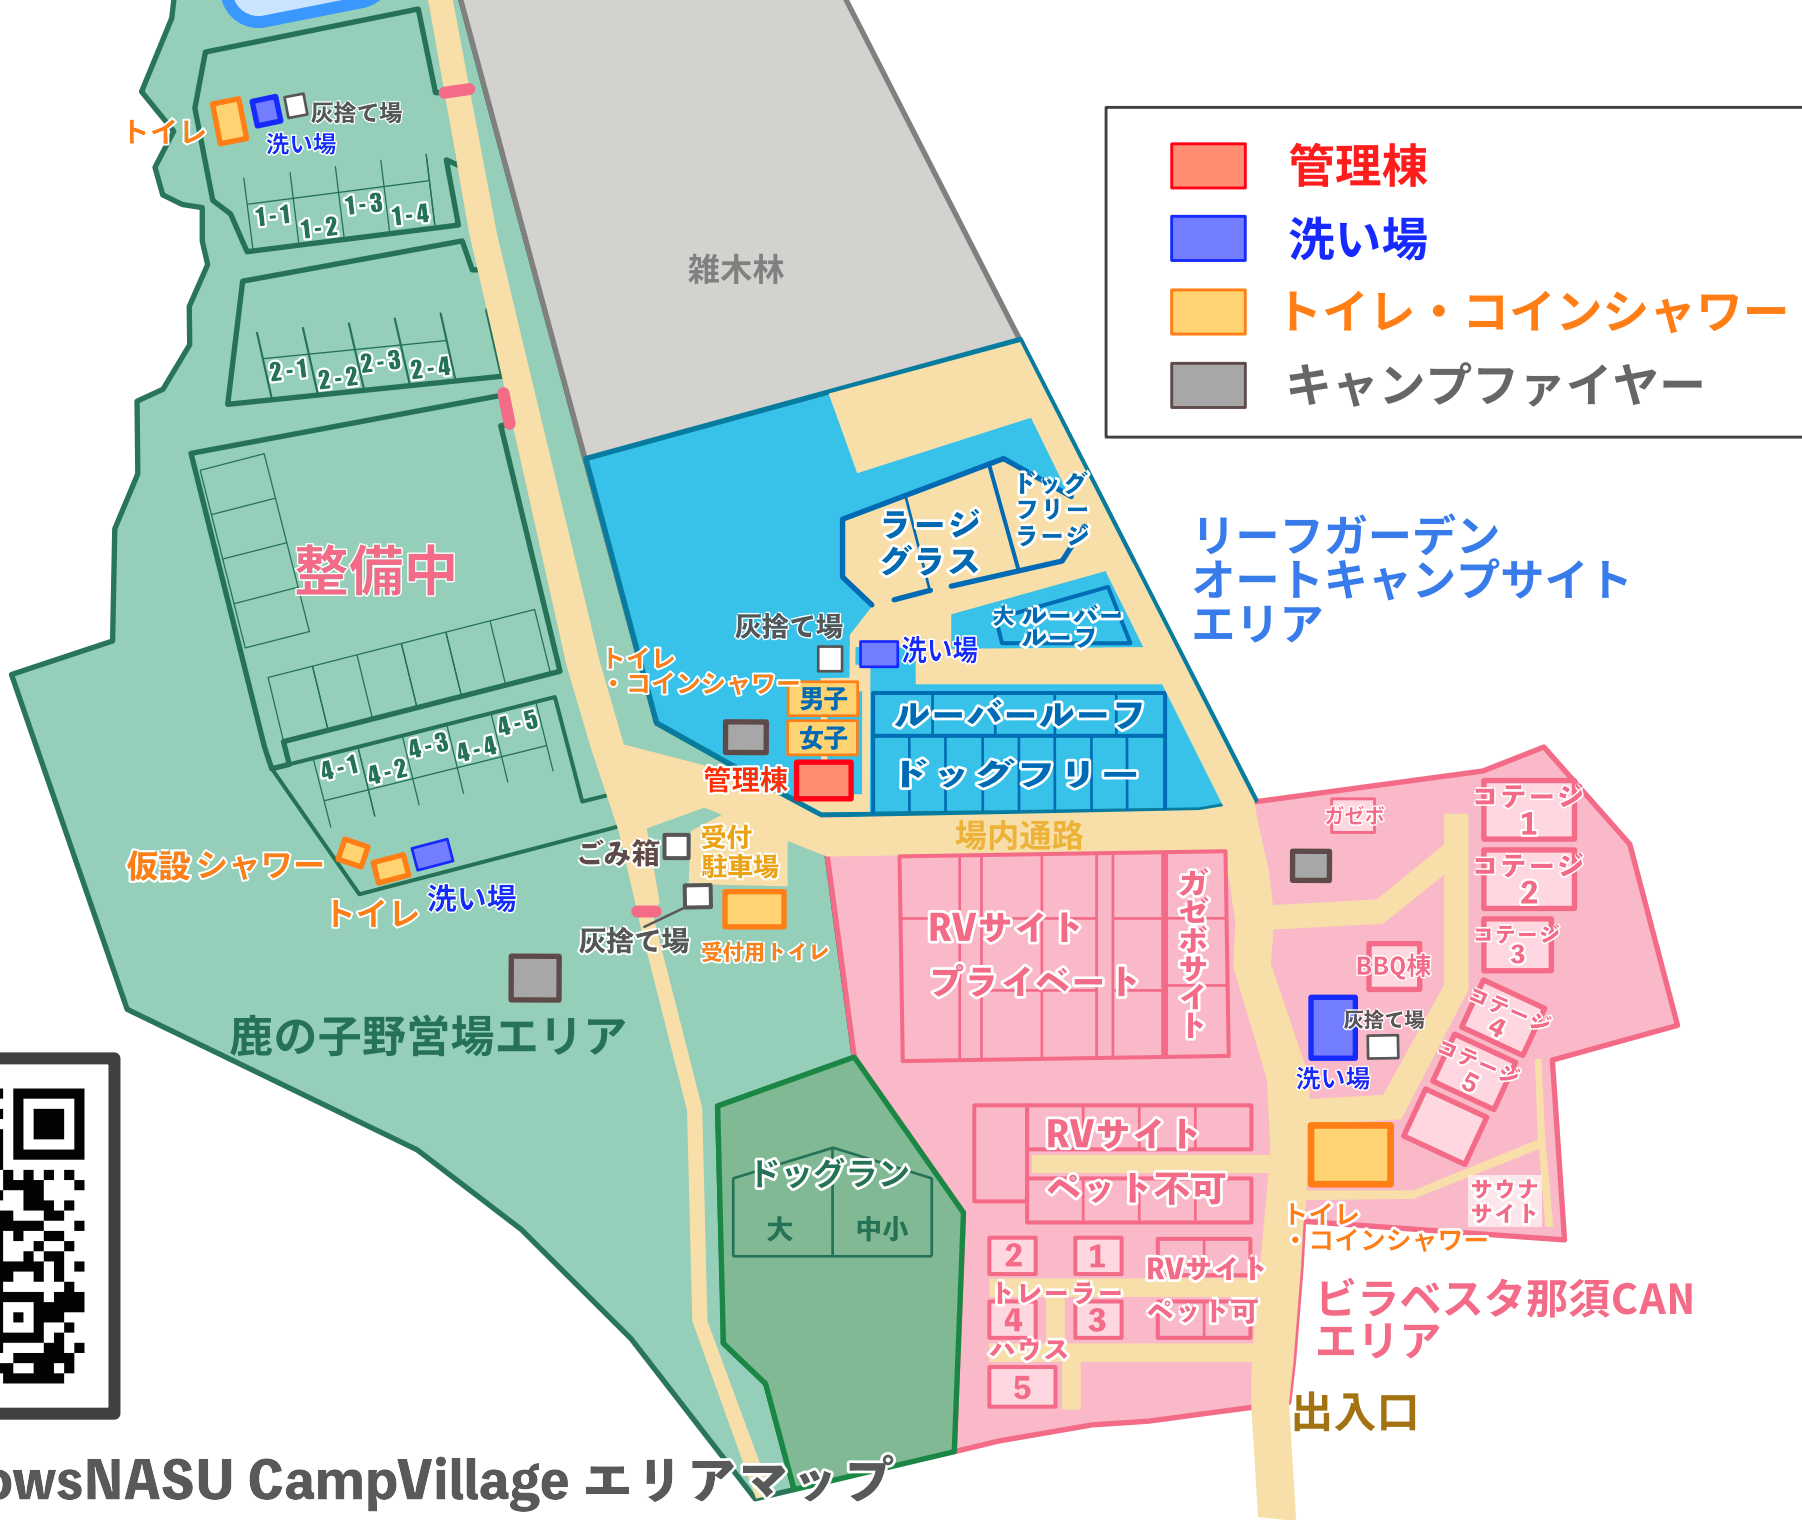 トイレ
洗い場
灰捨て場
1-1
1-2
1-3
1-4
2-1
2-2
2-3
2-4
雑木林
管理棟
洗い場
トイレ・コインシャワー
キャンプファイヤー
整備中
4-1
4-2
4-3
4-4
4-5
仮設シャワー
トイレ
洗い場
鹿の子野営場エリア
ラージ
グラス
ドッグ
フリー
ラージ
大 ルーバー
ルーフ
灰捨て場
洗い場
トイレ
・コインシャワー
男子
女子
管理棟
ルーバールーフ
ドッグフリー
リーフガーデン
オートキャンプサイト
エリア
場内通路
ごみ箱
受付
駐車場
灰捨て場
受付用トイレ
RVサイト
プライベート
ガゼボサイト
ガゼボ
コテージ
1
コテージ
2
コテージ
3
コテージ
4
コテージ
5
BBQ棟
灰捨て場
洗い場
トイレ
・コインシャワー
サウナ
サイト
RVサイト
ペット不可
ドッグラン
大
中小
2
1
トレーラー
4
3
ハウス
5
RVサイト
ペット可
ビラベスタ那須CAN
エリア
出入口
owsNASU CampVillage エリアマップ